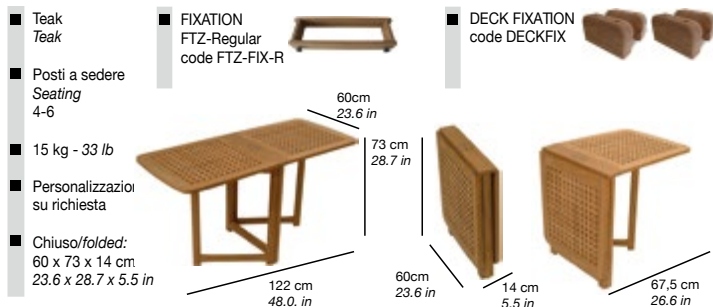 Teak
Teak
Posti a sedere
Seating
4-6
15 kg - 33 lb
Personalizzazion
su richiesta
Chiuso/folded:
60 x 73 x 14 cm
23.6 x 28.7 x 5.5 in
FIXATION
FTZ-Regular
code FTZ-FIX-R
DECK FIXATION
code DECKFIX
60cm
23.6 in
73 cm
28.7 in
122 cm
48.0, in
60cm
23.6 in
14 cm
5.5 in
67,5 cm
26.6 in